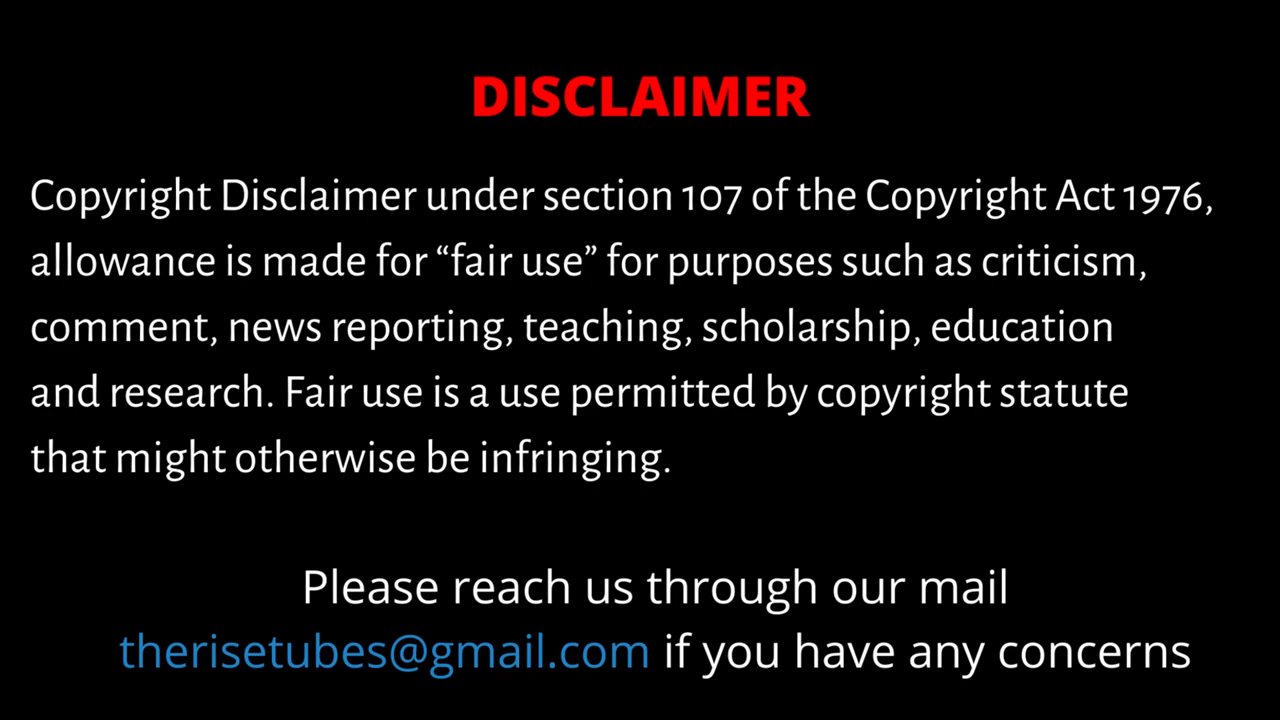 DISCLAIMER
Copyright Disclaimer under section 107 of the Copyright Act 1976,
allowance is made for “fair use” for purposes such as criticism,
comment, news reporting, teaching, scholarship, education
and research. Fair use is a use permitted by copyright statute
that might otherwise be infringing.
Please reach us through our mail
therisetubes@gmail.com if you have any concerns